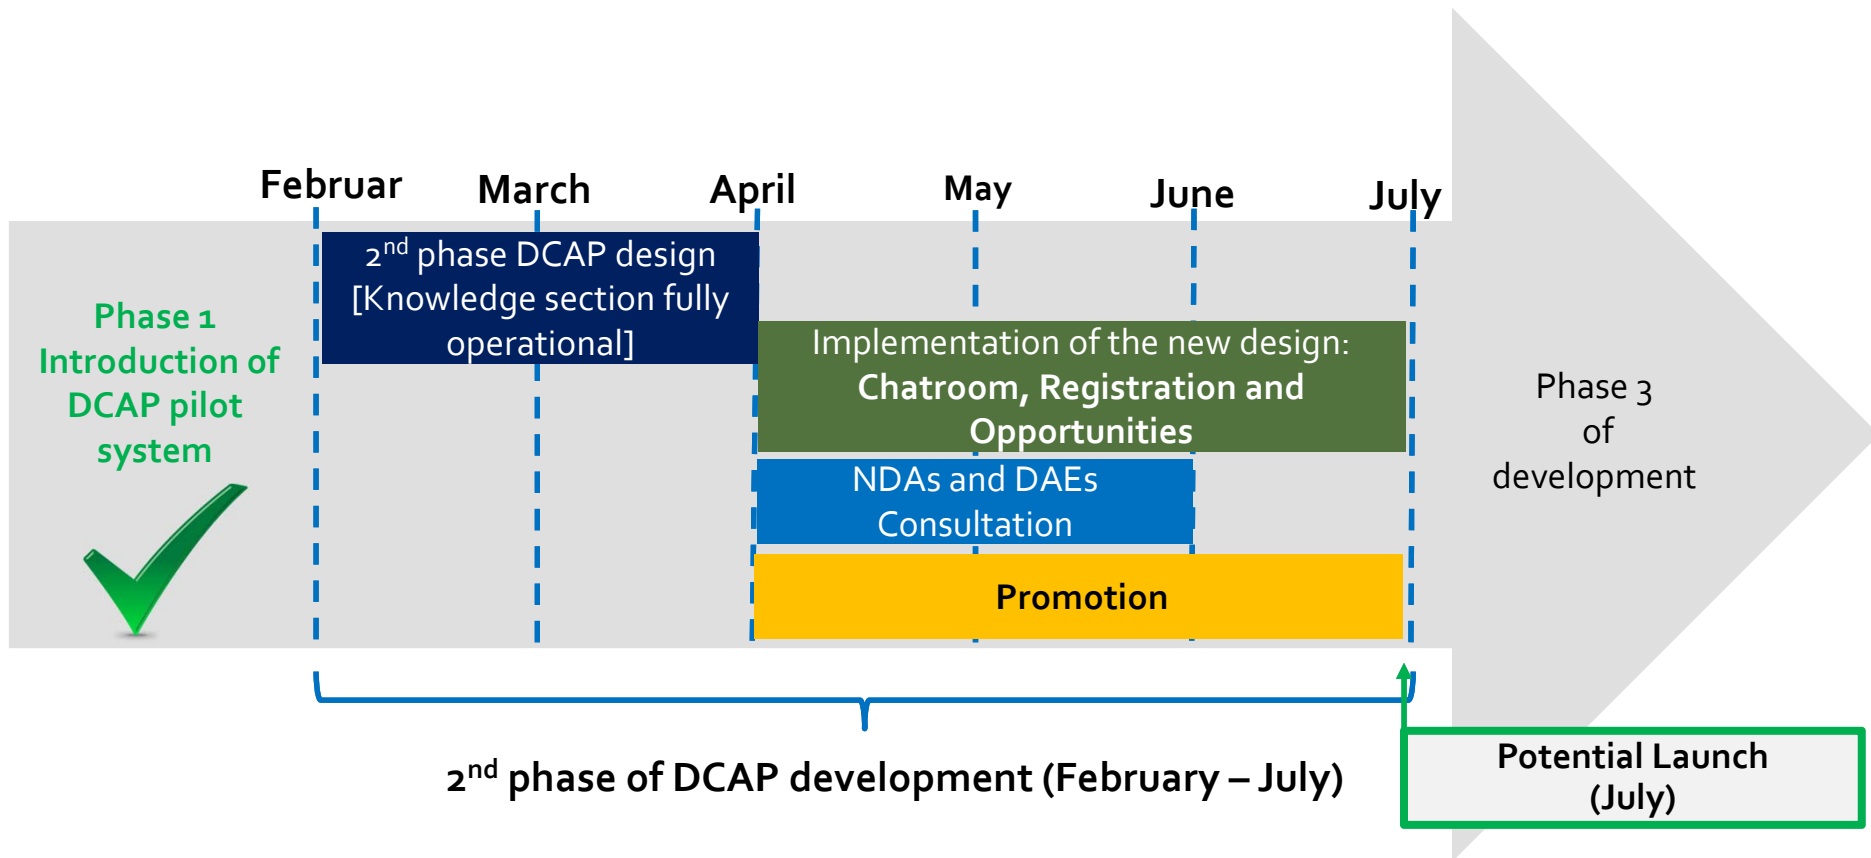 Februar
March
April
May
June
July
Phase 1
Introduction of
DCAP pilot
system
2nd phase DCAP design
[Knowledge section fully
operational]
Implementation of the new design:
Chatroom, Registration and
Opportunities
NDAs and DAEs
Consultation
Promotion
Phase 3
of
development
2nd phase of DCAP development (February – July)
Potential Launch
(July)